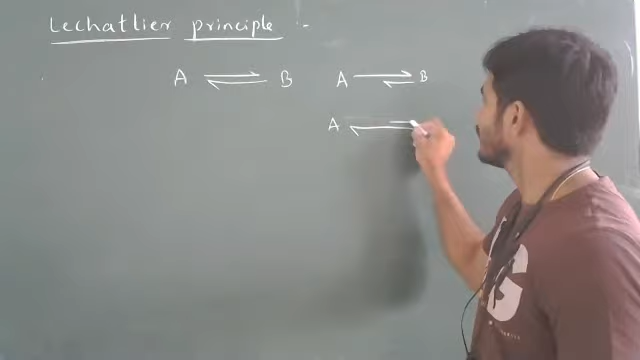 Lechatlier principle :-
A ⇌ B A ⇌ B
A ⇌